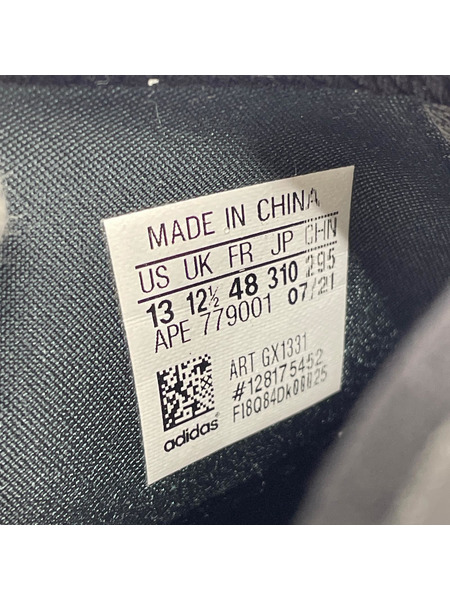 MADE IN CHINA
US UK FR JP CHN
13 12½ 48 310 295
APE 779001 07/21
ART GX1331
#128175452
adidas